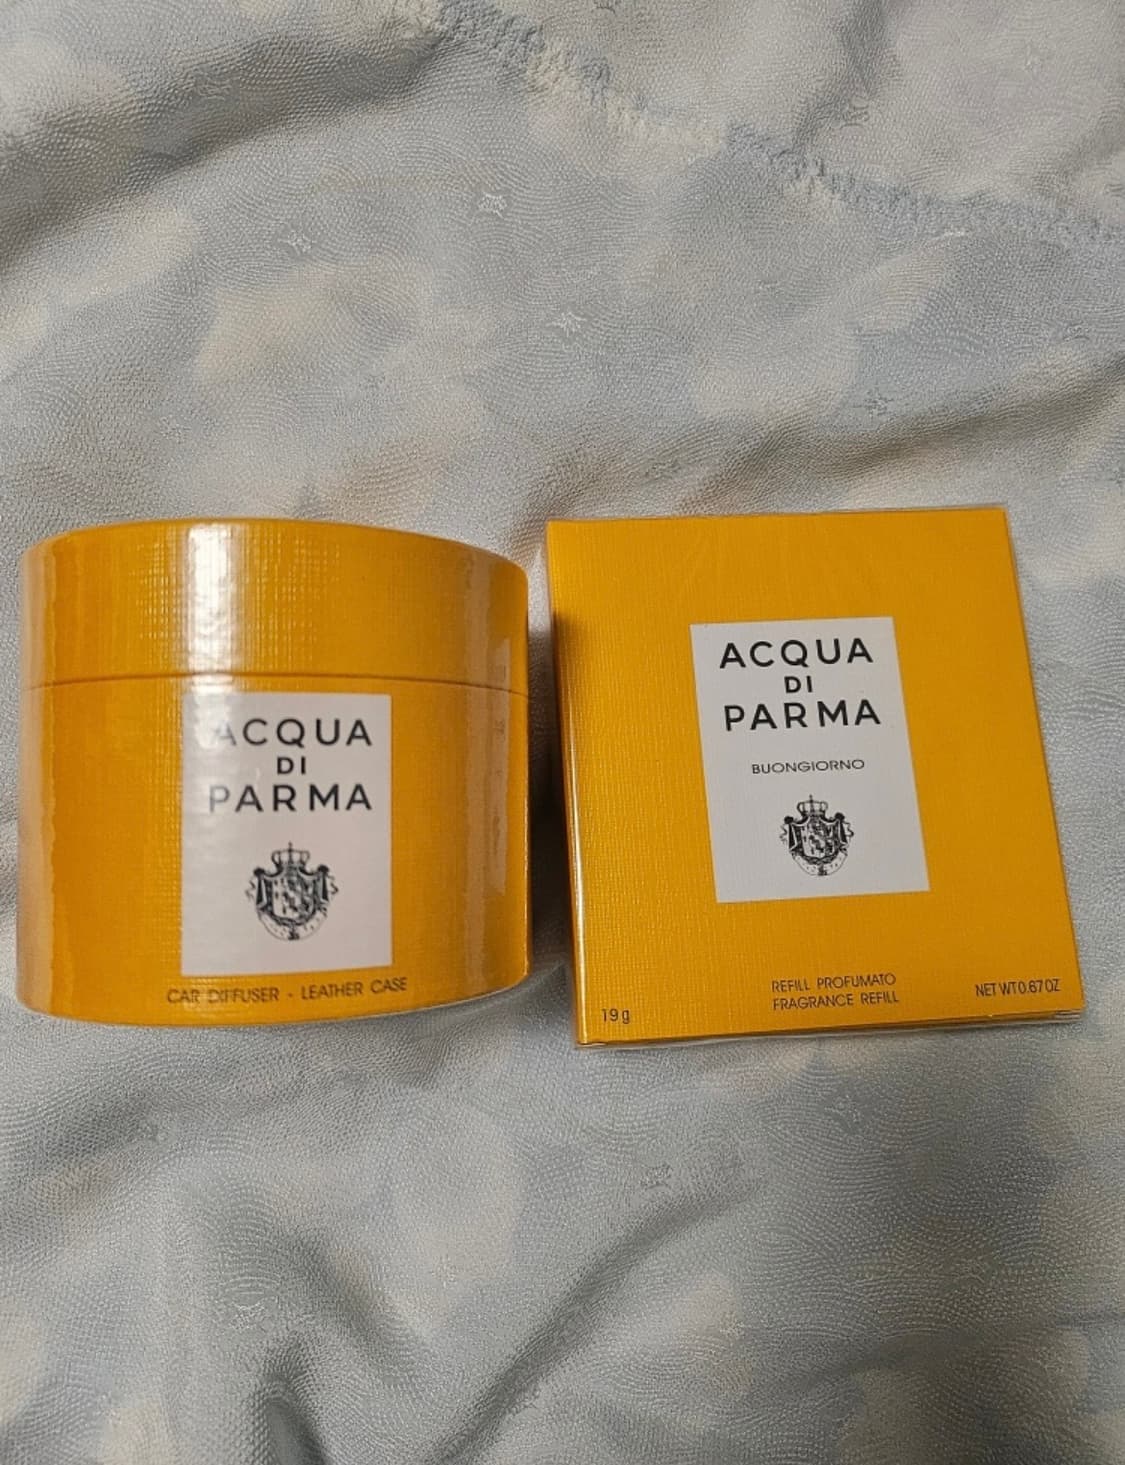 ACQUA
DI
PARMA
CAR DIFFUSER - LEATHER CASE
ACQUA
DI
PARMA
BUONGIORNO
REFILL PROFUMATO
FRAGRANCE REFILL
19 g
NET WT 0.67 OZ